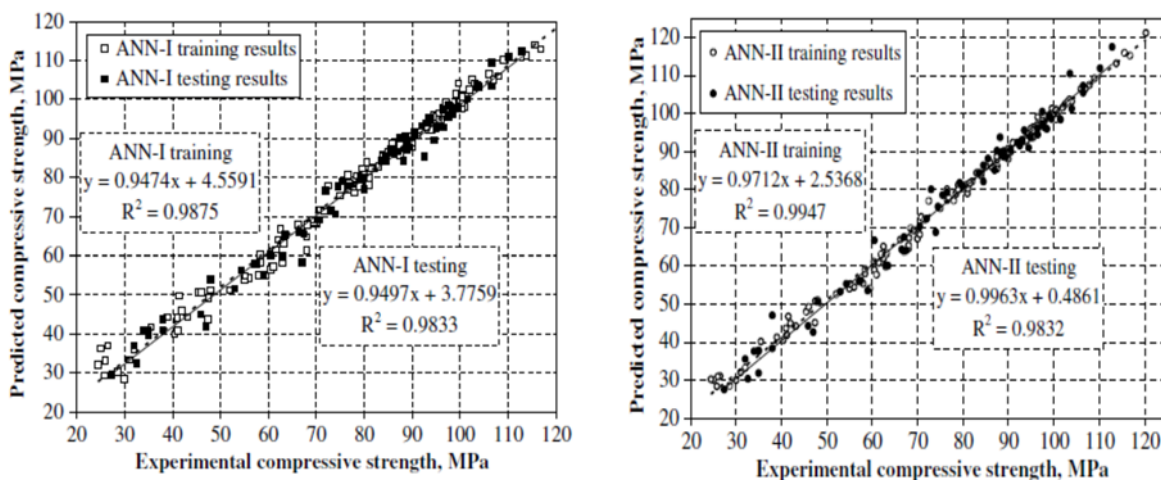 120
110
100
90
80
70
60
50
40
30
20
Predicted compressive strength, MPa
ANN-I training results
ANN-I testing results
ANN-I training
y = 0.9474x + 4.5591
R² = 0.9875
ANN-I testing
y = 0.9497x + 3.7759
R² = 0.9833
20 30 40 50 60 70 80 90 100 110 120
Experimental compressive strength, MPa
120
110
100
90
80
70
60
50
40
30
20
Predicted compressive strength, MPa
ANN-II training results
ANN-II testing results
ANN-II training
y = 0.9712x + 2.5368
R² = 0.9947
ANN-II testing
y = 0.9963x + 0.4861
R² = 0.9832
20 30 40 50 60 70 80 90 100 110 120
Experimental compressive strength, MPa